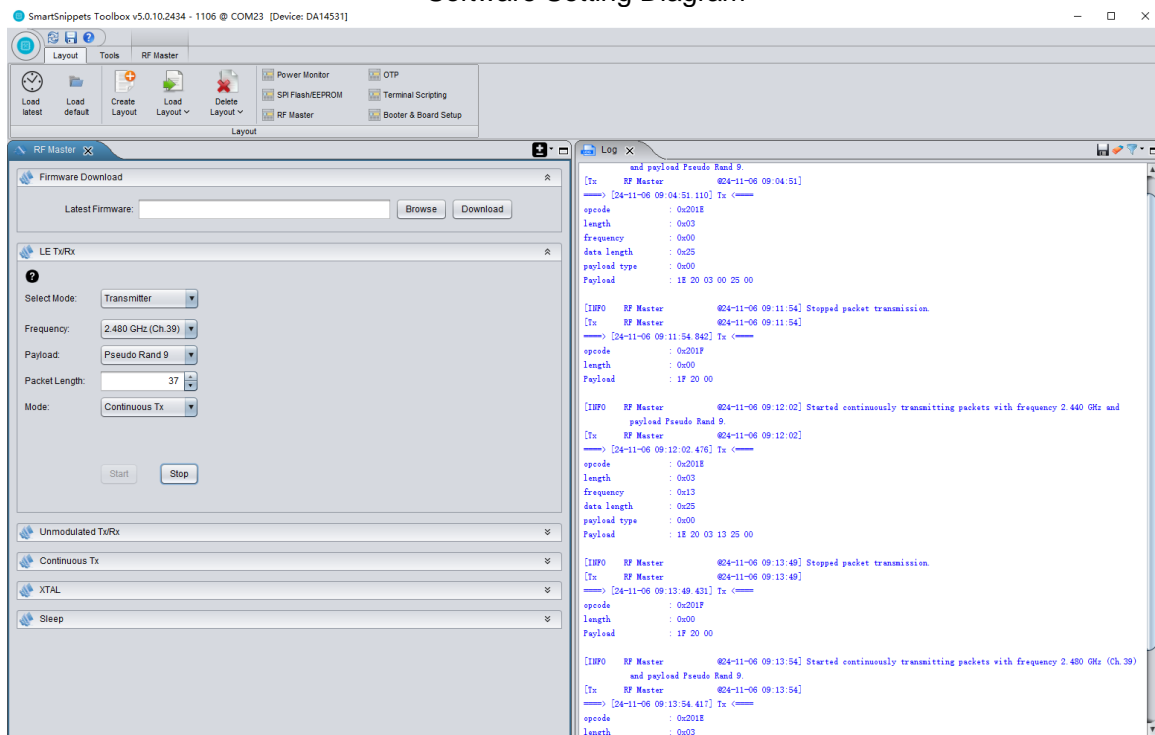 Software Setting Diagram
SmartSnippets Toolbox v5.0.10.2434 - 1106 @ COM23 [Device: DA14531]
Layout Tools RF Master
Load latest
Load default
Create Layout
Load Layout
Delete Layout
Power Monitor
SPI Flash/EEPROM
RF Master
OTP
Terminal Scripting
Booter & Board Setup
Layout
RF Master
Firmware Download
Latest Firmware: Browse Download
LE Tx/Rx
Select Mode: Transmitter
Frequency: 2.480 GHz (Ch.39)
Payload: Pseudo Rand 9
Packet Length: 37
Mode: Continuous Tx
Start Stop
Unmodulated Tx/Rx
Continuous Tx
XTAL
Sleep
Log
and payload Pseudo Rand 9.
[Tx RF Master @24-11-06 09:04:51]
===> [24-11-06 09:04:51.110] Tx <===
opcode : 0x201E
length : 0x03
frequency : 0x00
data length : 0x25
payload type : 0x00
Payload : 1E 20 03 00 25 00
[INFO RF Master @24-11-06 09:11:54] Stopped packet transmission.
[Tx RF Master @24-11-06 09:11:54]
===> [24-11-06 09:11:54.842] Tx <===
opcode : 0x201F
length : 0x00
Payload : 1F 20 00
[INFO RF Master @24-11-06 09:12:02] Started continuously transmitting packets with frequency 2.440 GHz and
payload Pseudo Rand 9.
[Tx RF Master @24-11-06 09:12:02]
===> [24-11-06 09:12:02.476] Tx <===
opcode : 0x201E
length : 0x03
frequency : 0x13
data length : 0x25
payload type : 0x00
Payload : 1E 20 03 13 25 00
[INFO RF Master @24-11-06 09:13:49] Stopped packet transmission.
[Tx RF Master @24-11-06 09:13:49]
===> [24-11-06 09:13:49.431] Tx <===
opcode : 0x201F
length : 0x00
Payload : 1F 20 00
[INFO RF Master @24-11-06 09:13:54] Started continuously transmitting packets with frequency 2.480 GHz (Ch.39)
and payload Pseudo Rand 9.
[Tx RF Master @24-11-06 09:13:54]
===> [24-11-06 09:13:54.417] Tx <===
opcode : 0x201E
length : 0x03